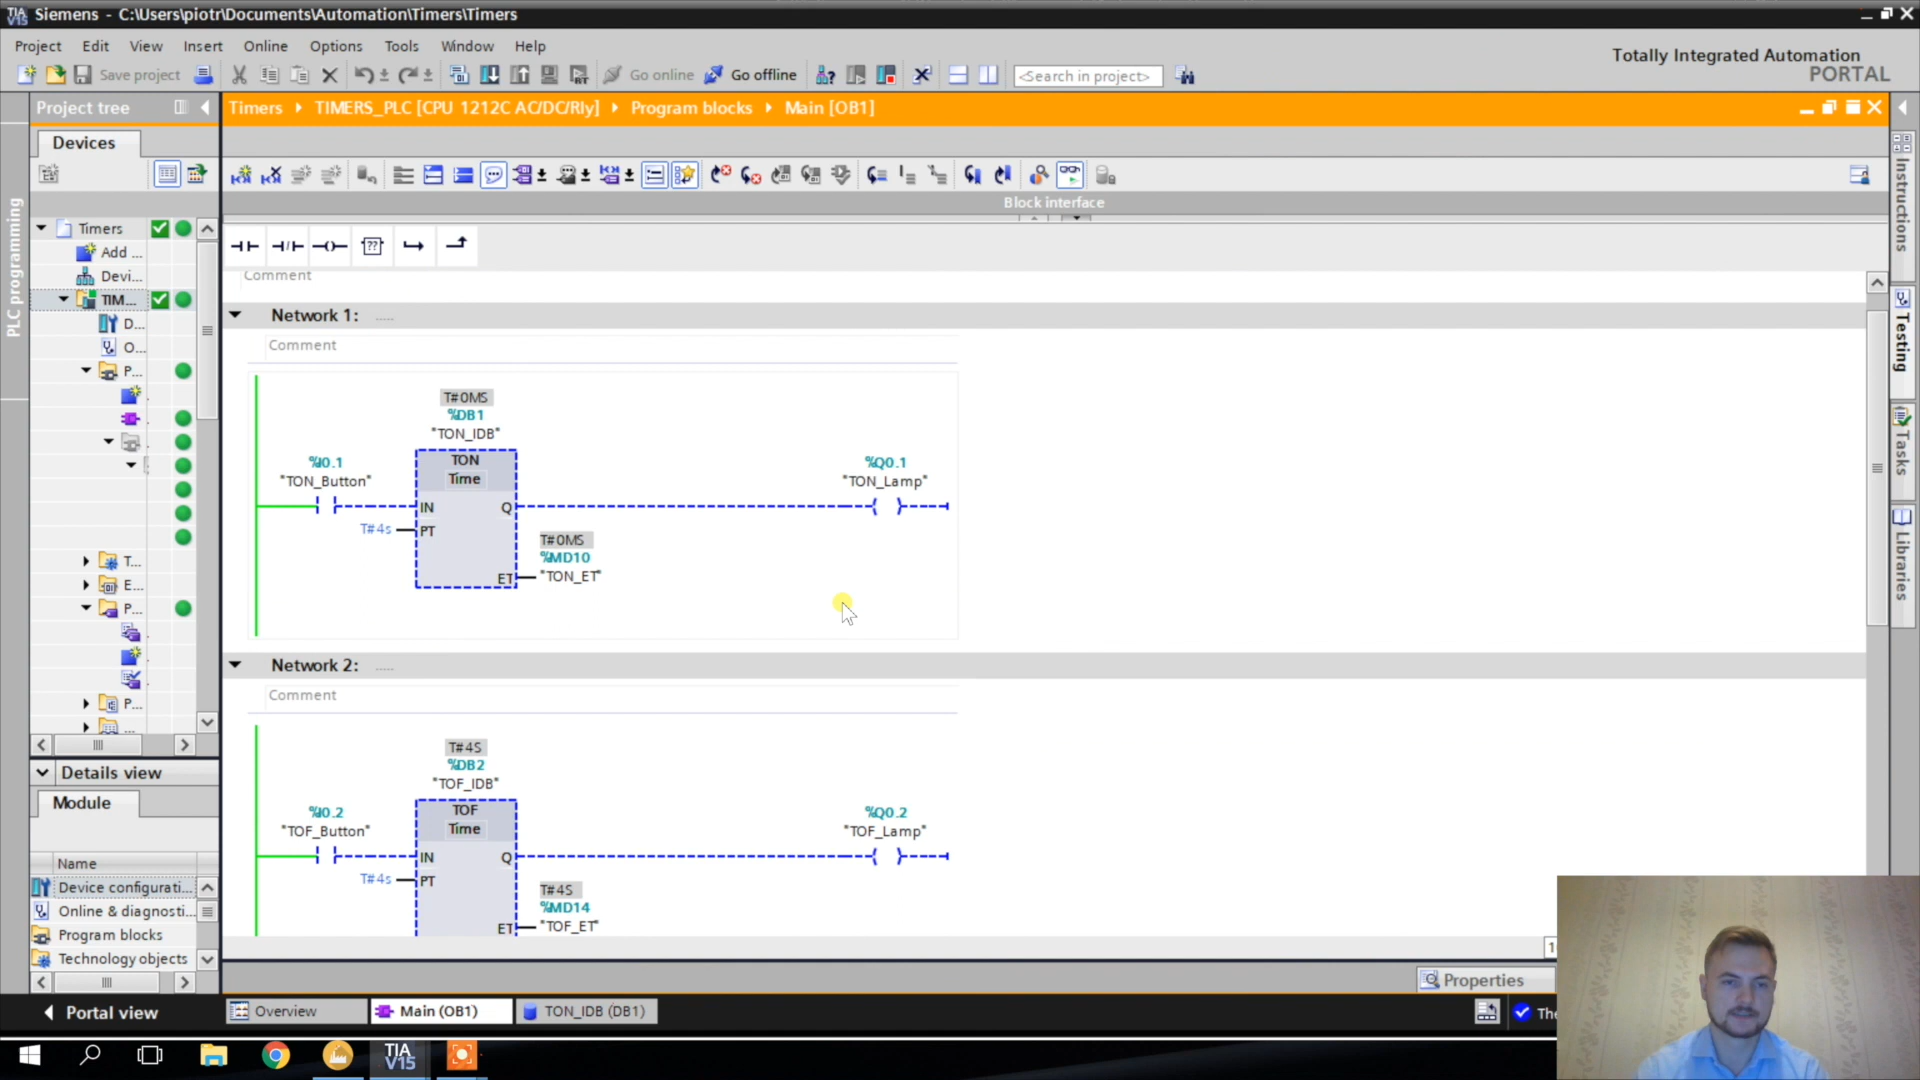 TIA V15 Siemens - C:\Users\piotr\Documents\Automation\Timers\Timers
Project Edit View Insert Online Options Tools Window Help
Totally Integrated Automation
PORTAL
Save project Go online Go offline <Search in project>
Project tree
Timers TIMERS_PLC [CPU 1212C AC/DC/Rly] Program blocks Main [OB1]
Devices
Block interface
PLC programming
Timers
Add ...
Devi...
TIM...
D...
O...
P...
T...
E...
P...
P...
...
??
Comment
Network 1: .....
Comment
T#0MS
%DB1
"TON_IDB"
%I0.1
"TON_Button"
TON
Time
%Q0.1
"TON_Lamp"
IN Q
T#4s PT
T#0MS
%MD10
ET "TON_ET"
Network 2: .....
Comment
T#4S
%DB2
"TOF_IDB"
%I0.2
"TOF_Button"
TOF
Time
%Q0.2
"TOF_Lamp"
IN Q
T#4s PT
T#4S
%MD14
ET "TOF_ET"
Details view
Module
Name
Device configurati...
Online & diagnosti...
Program blocks
Technology objects
Instructions
Testing
Tasks
Libraries
Properties
Portal view Overview Main (OB1) TON_IDB (DB1) The
TIA
V15